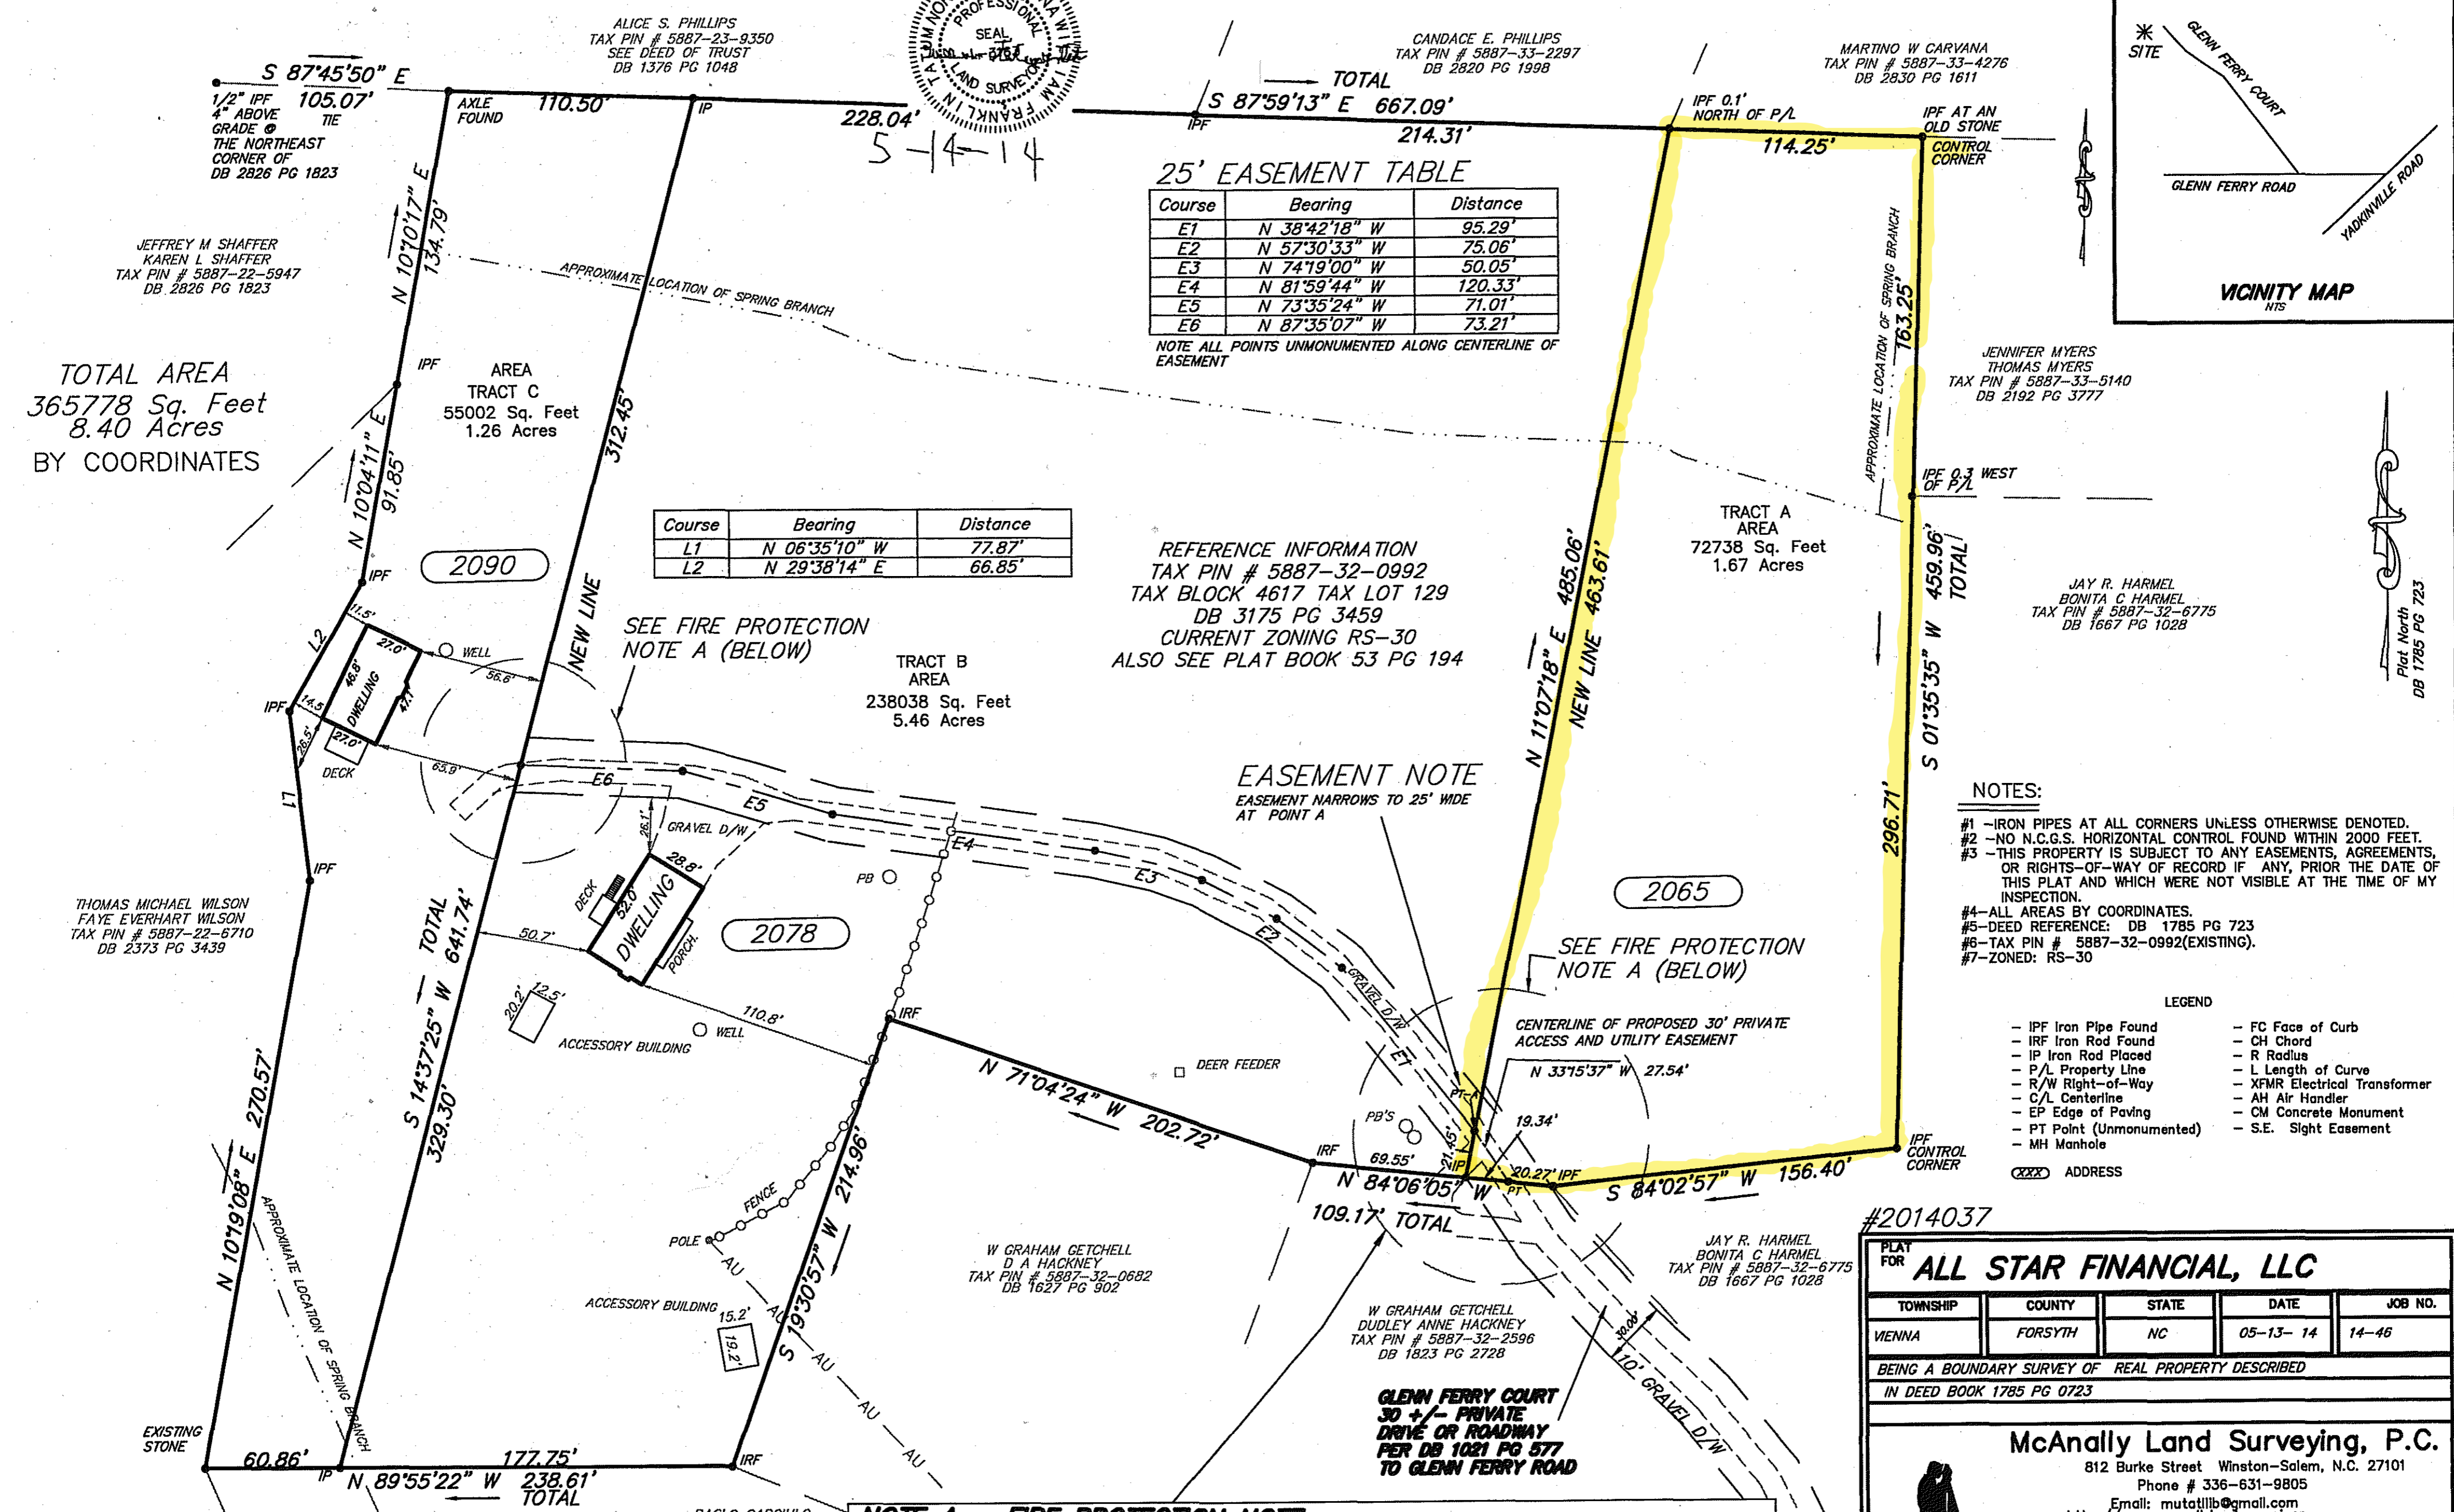 ALICE S. PHILLIPS
TAX PIN # 5887-23-9350
SEE DEED OF TRUST
DB 1376 PG 1048
PROFESSIONAL
SEAL
LAND SURVEYOR
WILLIAM FRANKLIN TATUM
5-14-14
CANDACE E. PHILLIPS
TAX PIN # 5887-33-2297
DB 2820 PG 1998
MARTINO W CARVANA
TAX PIN # 5887-33-4276
DB 2830 PG 1611
SITE
GLENN FERRY COURT
GLENN FERRY ROAD
YADKINVILLE ROAD
VICINITY MAP
NTS
S 87°45'50" E
105.07'
TIE
1/2" IPF
4" ABOVE
GRADE @
THE NORTHEAST
CORNER OF
DB 2826 PG 1823
AXLE
FOUND
110.50'
IP
228.04'
TOTAL
S 87°59'13" E 667.09'
IPF
214.31'
IPF 0.1'
NORTH OF P/L
114.25'
IPF AT AN
OLD STONE
CONTROL
CORNER
25' EASEMENT TABLE
Course Bearing Distance
E1 N 38°42'18" W 95.29'
E2 N 57°30'33" W 75.06'
E3 N 74°19'00" W 50.05'
E4 N 81°59'44" W 120.33'
E5 N 73°35'24" W 71.01'
E6 N 87°35'07" W 73.21'
NOTE ALL POINTS UNMONUMENTED ALONG CENTERLINE OF
EASEMENT
JEFFREY M SHAFFER
KAREN L SHAFFER
TAX PIN # 5887-22-5947
DB 2826 PG 1823
N 10°10'17" E
134.79'
APPROXIMATE LOCATION OF SPRING BRANCH
APPROXIMATE LOCATION OF SPRING BRANCH
163.25'
JENNIFER MYERS
THOMAS MYERS
TAX PIN # 5887-33-5140
DB 2192 PG 3777
TOTAL AREA
365778 Sq. Feet
8.40 Acres
BY COORDINATES
IPF
AREA
TRACT C
55002 Sq. Feet
1.26 Acres
312.45'
N 10°04'11" E
91.85'
IPF
2090
Course Bearing Distance
L1 N 06°35'10" W 77.87'
L2 N 29°38'14" E 66.85'
REFERENCE INFORMATION
TAX PIN # 5887-32-0992
TAX BLOCK 4617 TAX LOT 129
DB 3175 PG 3459
CURRENT ZONING RS-30
ALSO SEE PLAT BOOK 53 PG 194
TRACT A
AREA
72738 Sq. Feet
1.67 Acres
IPF 0.3 WEST
OF P/L
S 01°35'35" W 459.96'
TOTAL
JAY R. HARMEL
BONITA C HARMEL
TAX PIN # 5887-32-6775
DB 1667 PG 1028
Plat North
DB 1785 PG 723
NEW LINE
SEE FIRE PROTECTION
NOTE A (BELOW)
TRACT B
AREA
238038 Sq. Feet
5.46 Acres
N 11°07'18" E 485.06'
NEW LINE 463.61'
L2
11.5'
27.0'
46.8'
DWELLING
47.1'
WELL
56.6'
IPF
14.5
26.5'
27.0'
DECK
65.9'
L1
IPF
E6
E5
E4
E3
E2
E1
GRAVEL D/W
26.1'
EASEMENT NOTE
EASEMENT NARROWS TO 25' WIDE
AT POINT A
296.71'
NOTES:
#1 -IRON PIPES AT ALL CORNERS UNLESS OTHERWISE DENOTED.
#2 -NO N.C.G.S. HORIZONTAL CONTROL FOUND WITHIN 2000 FEET.
#3 -THIS PROPERTY IS SUBJECT TO ANY EASEMENTS, AGREEMENTS,
OR RIGHTS-OF-WAY OF RECORD IF ANY, PRIOR THE DATE OF
THIS PLAT AND WHICH WERE NOT VISIBLE AT THE TIME OF MY
INSPECTION.
#4-ALL AREAS BY COORDINATES.
#5-DEED REFERENCE: DB 1785 PG 723
#6-TAX PIN # 5887-32-0992(EXISTING).
#7-ZONED: RS-30
THOMAS MICHAEL WILSON
FAYE EVERHART WILSON
TAX PIN # 5887-22-6710
DB 2373 PG 3439
28.8'
DECK
52.0'
DWELLING
PORCH.
50.7'
PB
2078
2065
SEE FIRE PROTECTION
NOTE A (BELOW)
GRAVEL D/W
TOTAL
S 14°37'25" W 641.74'
329.30'
20.2'
12.5'
ACCESSORY BUILDING
WELL
110.8'
IRF
N 71°04'24" W 202.72'
DEER FEEDER
CENTERLINE OF PROPOSED 30' PRIVATE
ACCESS AND UTILITY EASEMENT
N 33°15'37" W 27.54'
PT-A
PB'S
19.34'
21.45'
IRF
69.55'
IP
20.27'
PT
IPF
N 84°06'05" W
109.17' TOTAL
S 84°02'57" W 156.40'
IPF
CONTROL
CORNER
LEGEND
- IPF Iron Pipe Found
- IRF Iron Rod Found
- IP Iron Rod Placed
- P/L Property Line
- R/W Right-of-Way
- C/L Centerline
- EP Edge of Paving
- PT Point (Unmonumented)
- MH Manhole
- FC Face of Curb
- CH Chord
- R Radius
- L Length of Curve
- XFMR Electrical Transformer
- AH Air Handler
- CM Concrete Monument
- S.E. Sight Easement
XXX ADDRESS
N 10°19'08" E 270.57'
APPROXIMATE LOCATION OF SPRING BRANCH
FENCE
POLE
AU
AU
AU
AU
AU
S 19°30'57" W 214.96'
ACCESSORY BUILDING
15.2'
19.2'
W GRAHAM GETCHELL
D A HACKNEY
TAX PIN # 5887-32-0682
DB 1627 PG 902
W GRAHAM GETCHELL
DUDLEY ANNE HACKNEY
TAX PIN # 5887-32-2596
DB 1823 PG 2728
JAY R. HARMEL
BONITA C HARMEL
TAX PIN # 5887-32-6775
DB 1667 PG 1028
30.00'
10' GRAVEL D/W
GLENN FERRY COURT
30 +/- PRIVATE
DRIVE OR ROADWAY
PER DB 1021 PG 577
TO GLENN FERRY ROAD
EXISTING
STONE
60.86'
IP
177.75'
N 89°55'22" W 238.61'
TOTAL
IRF
NOTE A FIRE PROTECTION NOTE
#2014037
PLAT
FOR
ALL STAR FINANCIAL, LLC
TOWNSHIP COUNTY STATE DATE JOB NO.
VIENNA FORSYTH NC 05-13-14 14-46
BEING A BOUNDARY SURVEY OF REAL PROPERTY DESCRIBED
IN DEED BOOK 1785 PG 0723
McAnally Land Surveying, P.C.
812 Burke Street Winston-Salem, N.C. 27101
Phone # 336-631-9805
Email: mutatlllb@gmail.com